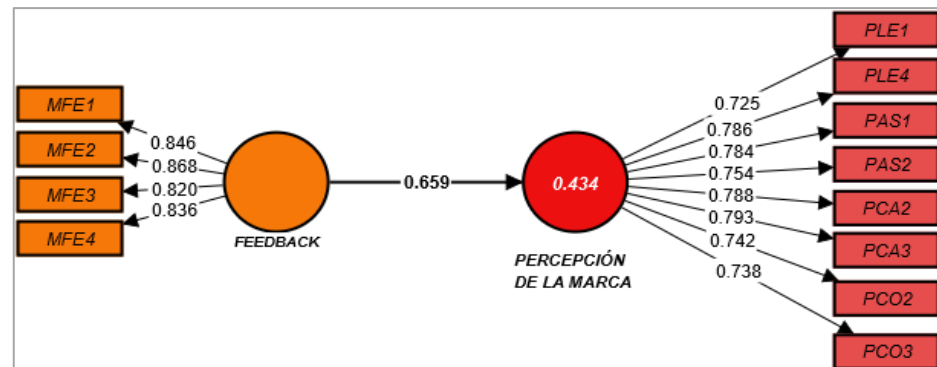 MFE1
MFE2
MFE3
MFE4
0.846
0.868
0.820
0.836
FEEDBACK
0.659
0.434
PERCEPCIÓN
DE LA MARCA
0.725
0.786
0.784
0.754
0.788
0.793
0.742
0.738
PLE1
PLE4
PAS1
PAS2
PCA2
PCA3
PCO2
PCO3